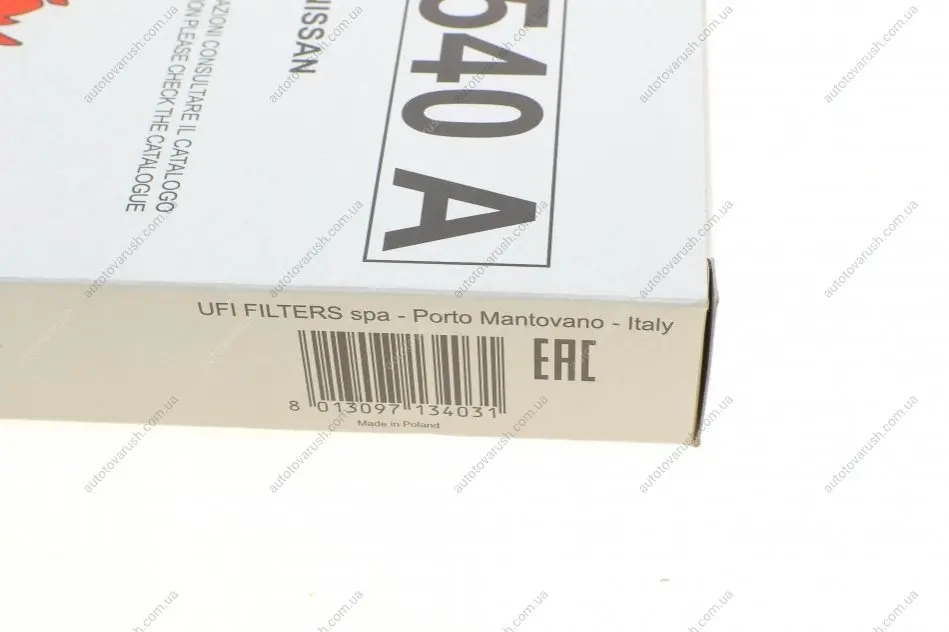 540 A
NISSAN
AZIONI CONSULTARE IL CATALOGO
ION PLEASE CHECK THE CATALOGUE
UFI FILTERS spa - Porto Mantovano - Italy
EAC
8 013097 134031
Made in Poland
autotovarush.com.ua